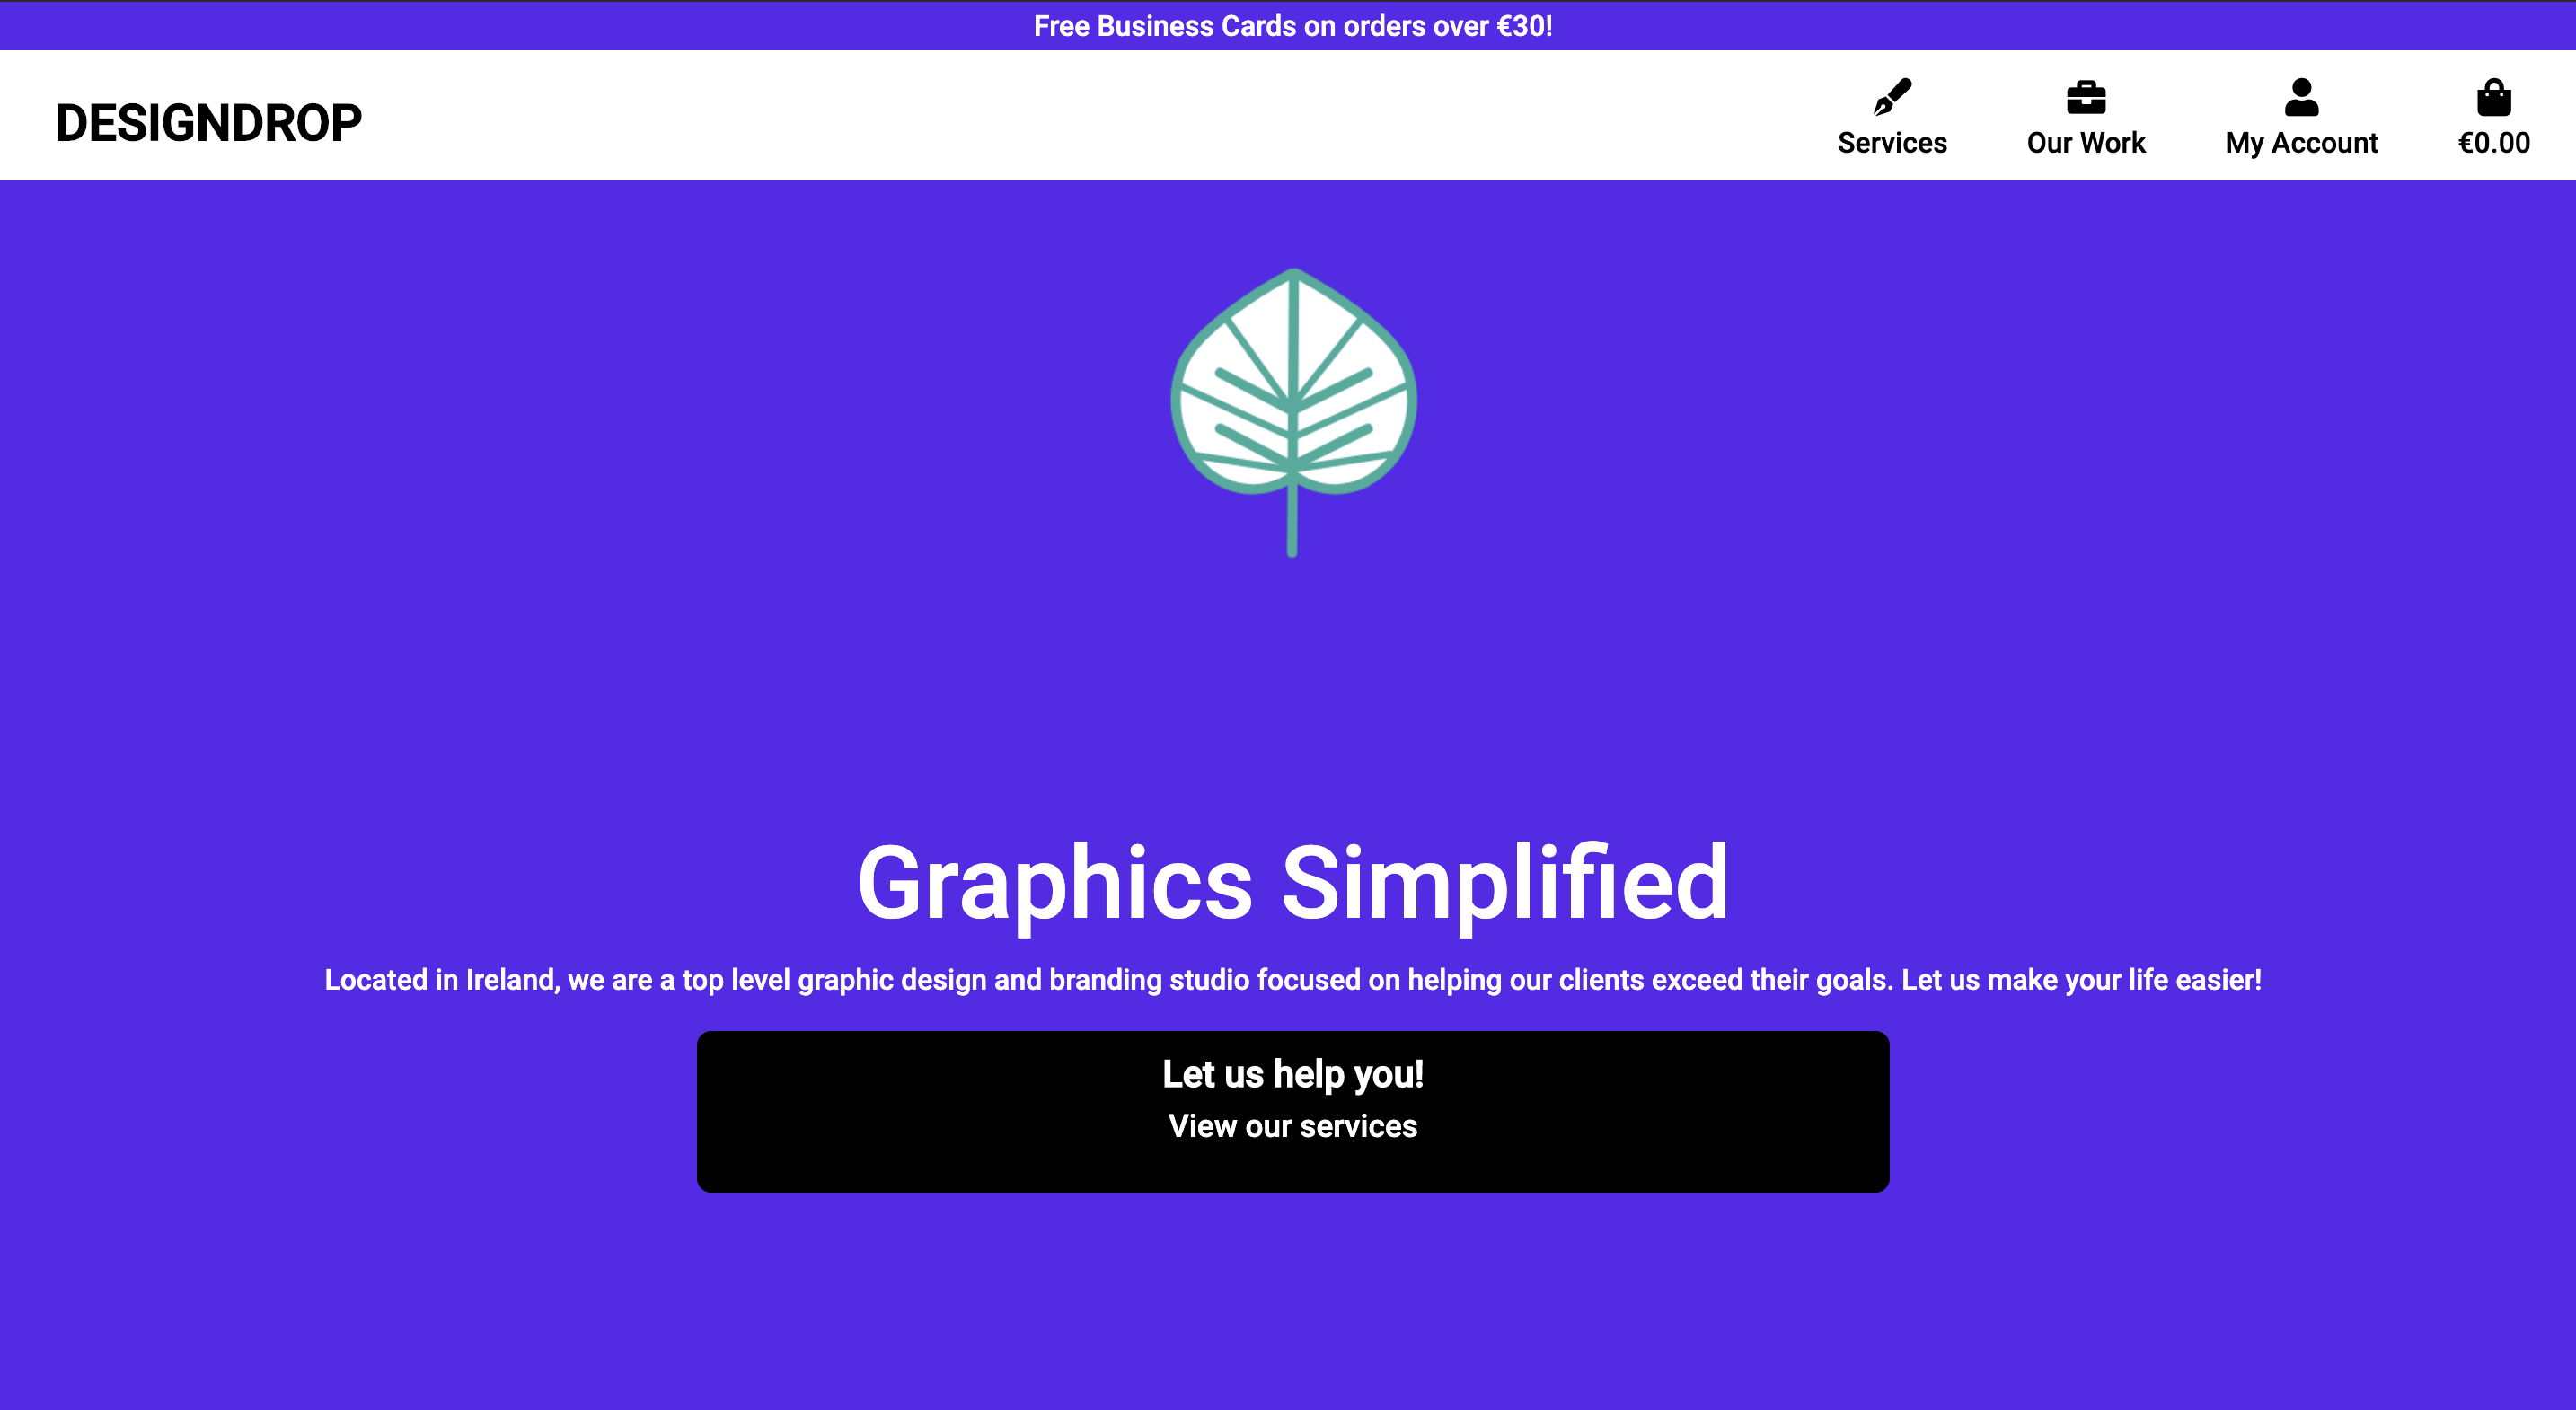 Free Business Cards on orders over €30!
DESIGNDROP
Services
Our Work
My Account
€0.00
Graphics Simplified
Located in Ireland, we are a top level graphic design and branding studio focused on helping our clients exceed their goals. Let us make your life easier!
Let us help you!
View our services